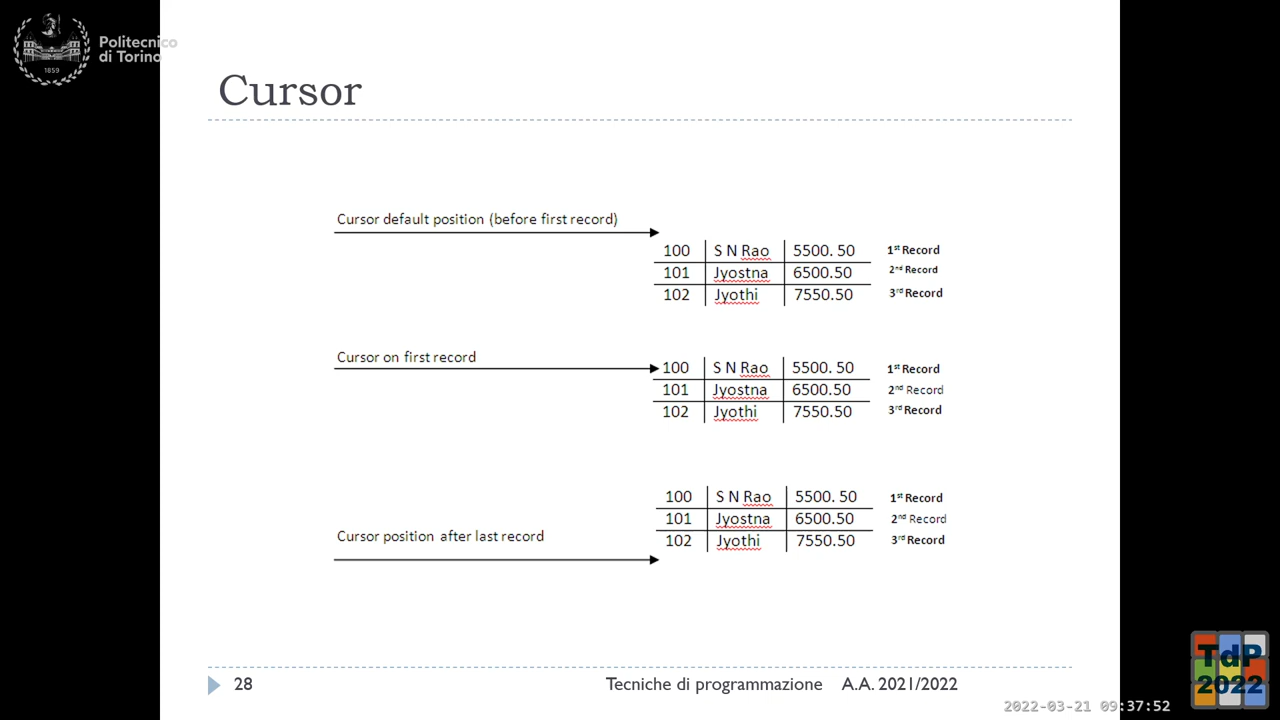 Politecnico
di Torino
1859
Cursor
Cursor default position (before first record)
100 S N Rao 5500. 50 1st Record
101 Jyostna 6500.50 2nd Record
102 Jyothi 7550.50 3rd Record
Cursor on first record
100 S N Rao 5500. 50 1st Record
101 Jyostna 6500.50 2nd Record
102 Jyothi 7550.50 3rd Record
100 S N Rao 5500. 50 1st Record
101 Jyostna 6500.50 2nd Record
Cursor position after last record
102 Jyothi 7550.50 3rd Record
28 Tecniche di programmazione A.A. 2021/2022
TdP
2022
2022-03-21 09:37:52